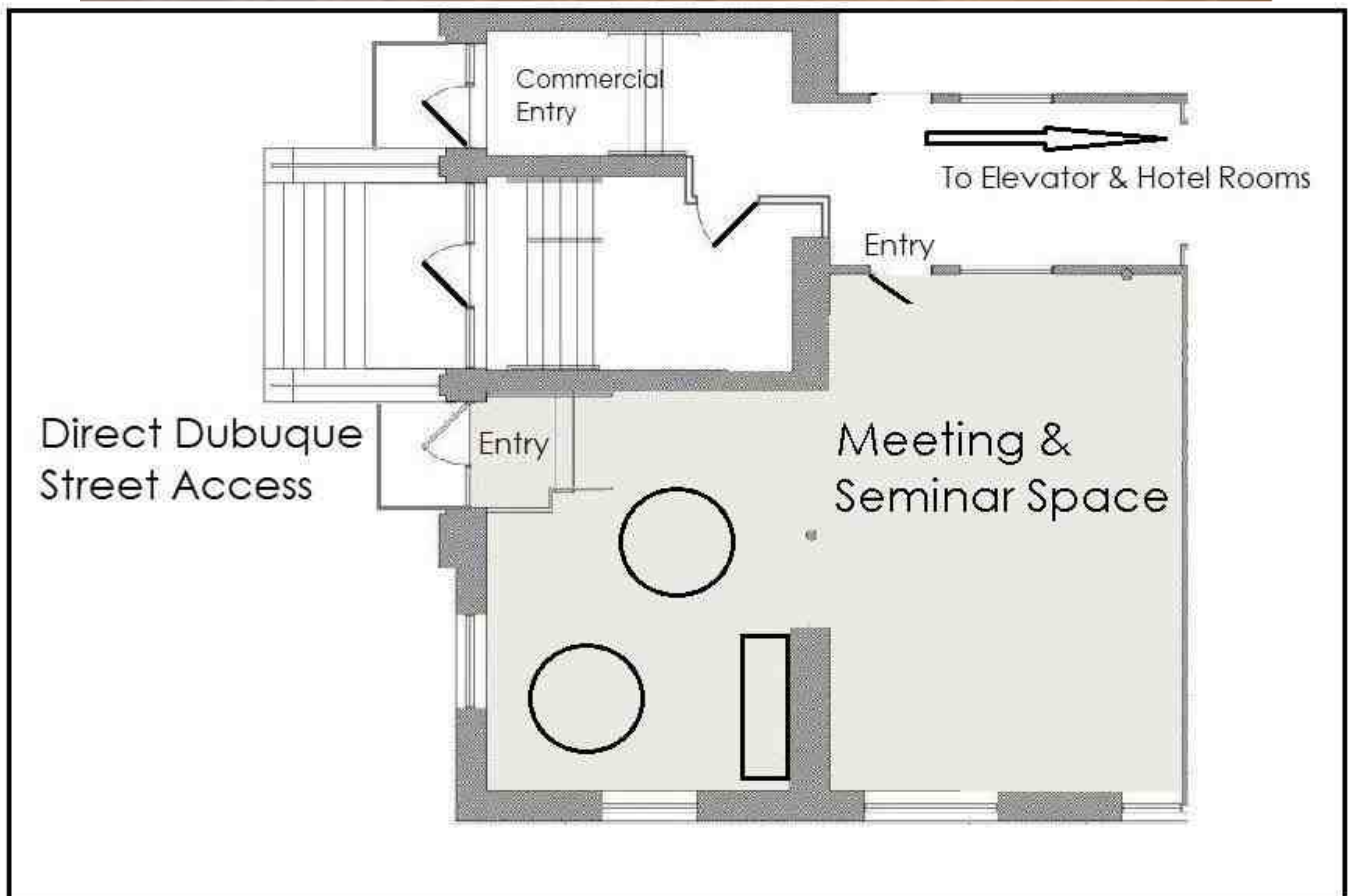 Commercial
Entry
To Elevator & Hotel Rooms
Entry
Direct Dubuque
Street Access
Entry
Meeting &
Seminar Space